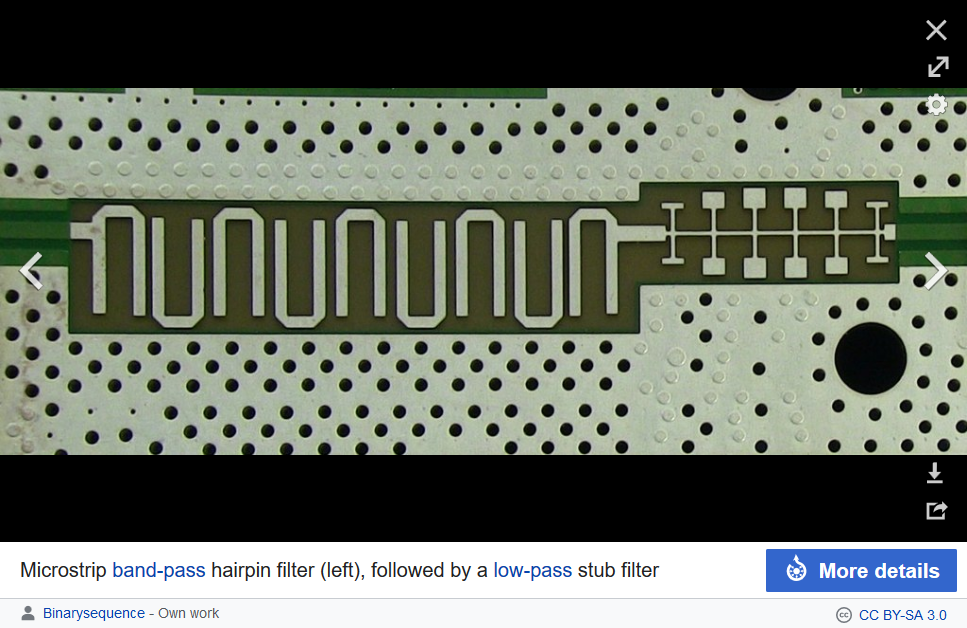 Microstrip band-pass hairpin filter (left), followed by a low-pass stub filter
More details
Binarysequence - Own work
cc CC BY-SA 3.0